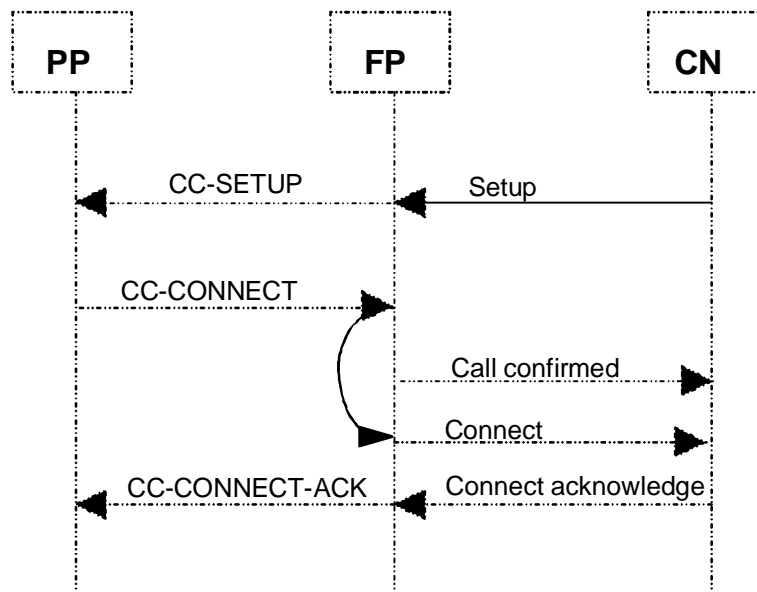 PP FP CN
CC-SETUP Setup
CC-CONNECT
Call confirmed
Connect
CC-CONNECT-ACK Connect acknowledge